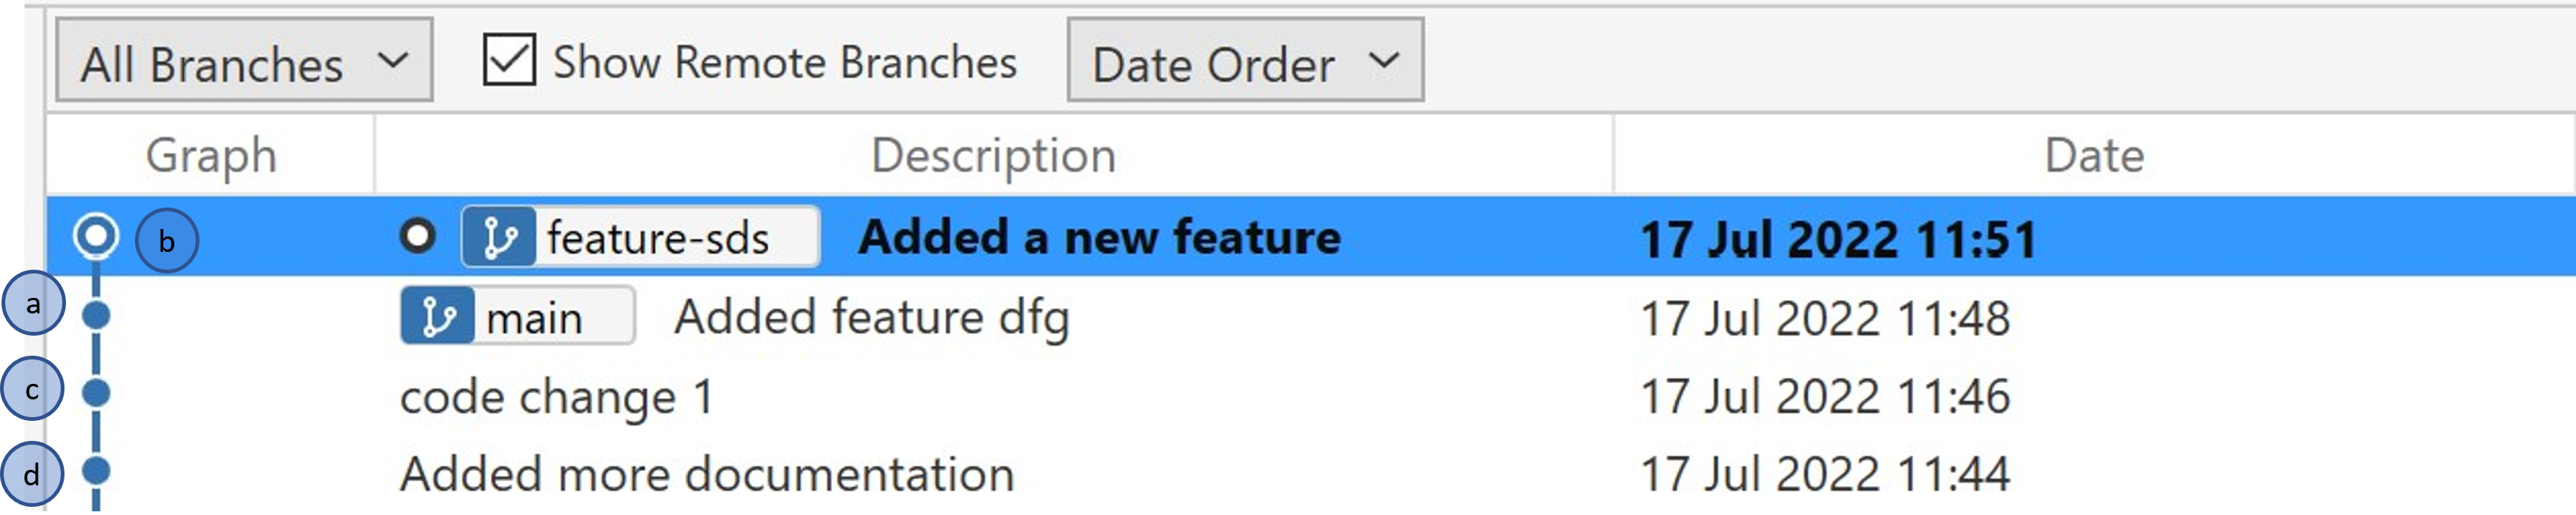 All Branches Show Remote Branches Date Order
Graph Description Date
b feature-sds Added a new feature 17 Jul 2022 11:51
a main Added feature dfg 17 Jul 2022 11:48
c code change 1 17 Jul 2022 11:46
d Added more documentation 17 Jul 2022 11:44